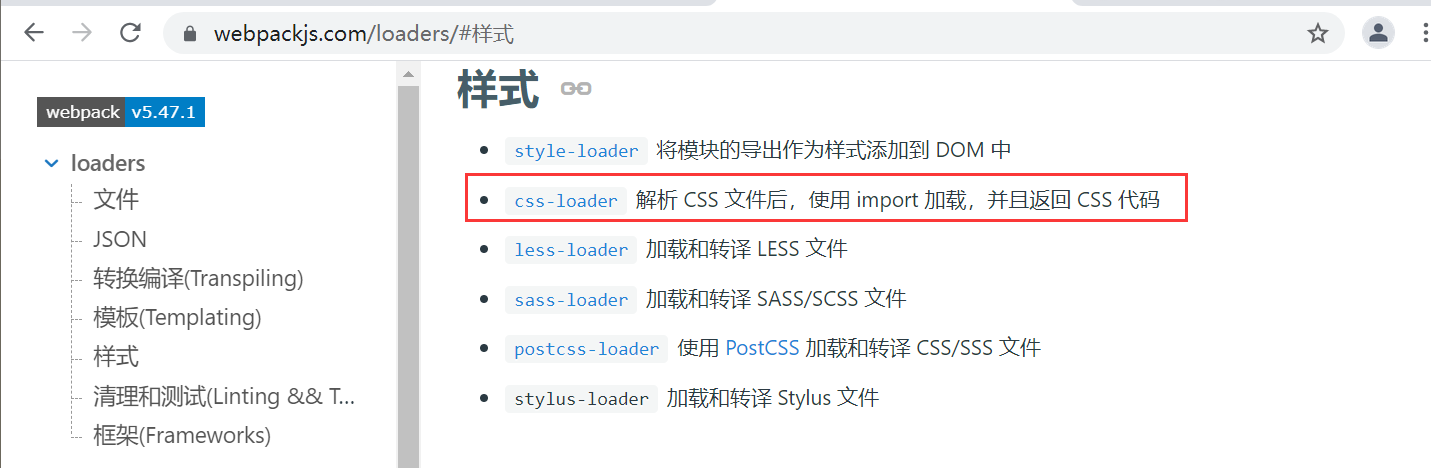 webpackjs.com/loaders/#样式
webpack v5.47.1
loaders
文件
JSON
转换编译(Transpiling)
模板(Templating)
样式
清理和测试(Linting && T...
框架(Frameworks)
样式
style-loader 将模块的导出作为样式添加到 DOM 中
css-loader 解析 CSS 文件后，使用 import 加载，并且返回 CSS 代码
less-loader 加载和转译 LESS 文件
sass-loader 加载和转译 SASS/SCSS 文件
postcss-loader 使用 PostCSS 加载和转译 CSS/SSS 文件
stylus-loader 加载和转译 Stylus 文件